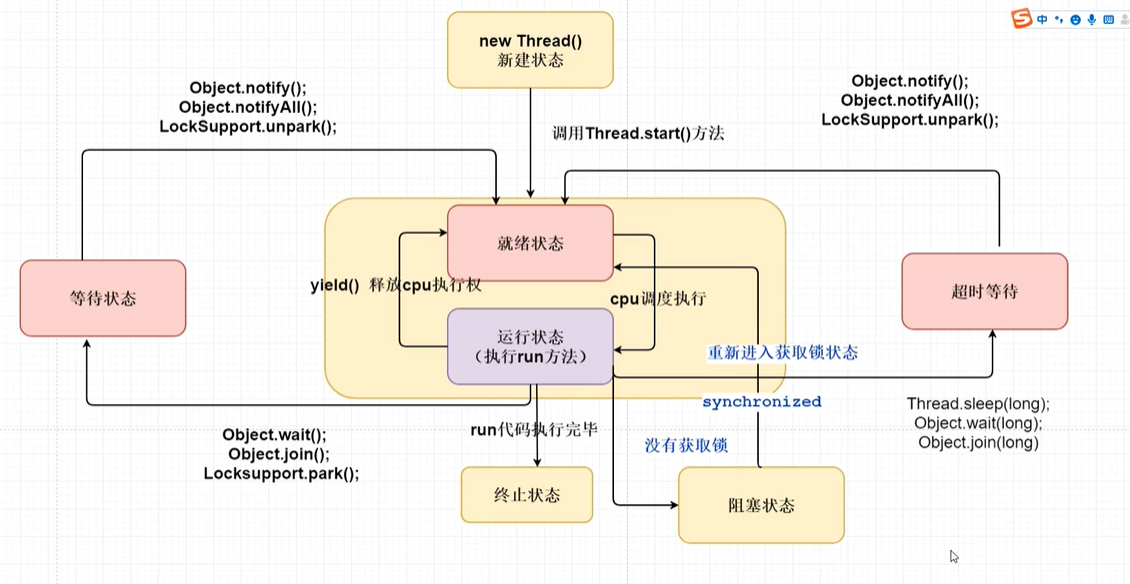 new Thread()
新建状态
中
Object.notify();
Object.notifyAll();
LockSupport.unpark();
Object.notify();
Object.notifyAll();
LockSupport.unpark();
调用Thread.start()方法
就绪状态
等待状态
yield() 释放cpu执行权
cpu调度执行
超时等待
运行状态
（执行run方法）
重新进入获取锁状态
synchronized
Thread.sleep(long);
Object.wait(long);
Object.join(long)
Object.wait();
Object.join();
Locksupport.park();
run代码执行完毕
没有获取锁
终止状态
阻塞状态